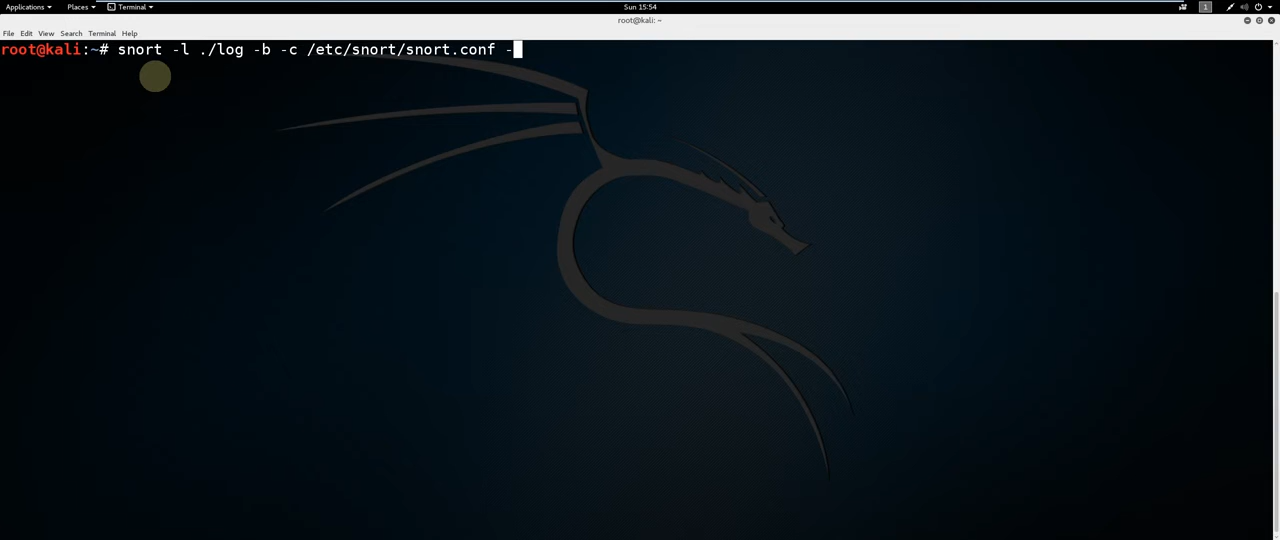 Applications Places Terminal Sun 15:54 1
root@kali: ~
File Edit View Search Terminal Help
root@kali:~# snort -l ./log -b -c /etc/snort/snort.conf -